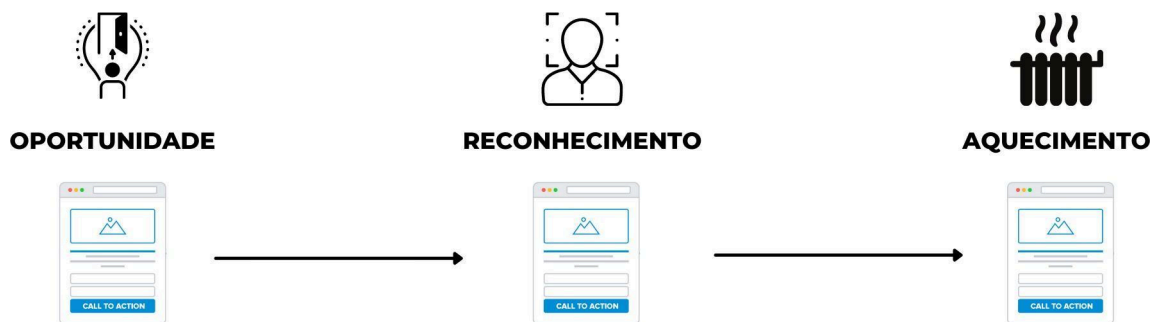 OPORTUNIDADE
RECONHECIMENTO
AQUECIMENTO
CALL TO ACTION
CALL TO ACTION
CALL TO ACTION